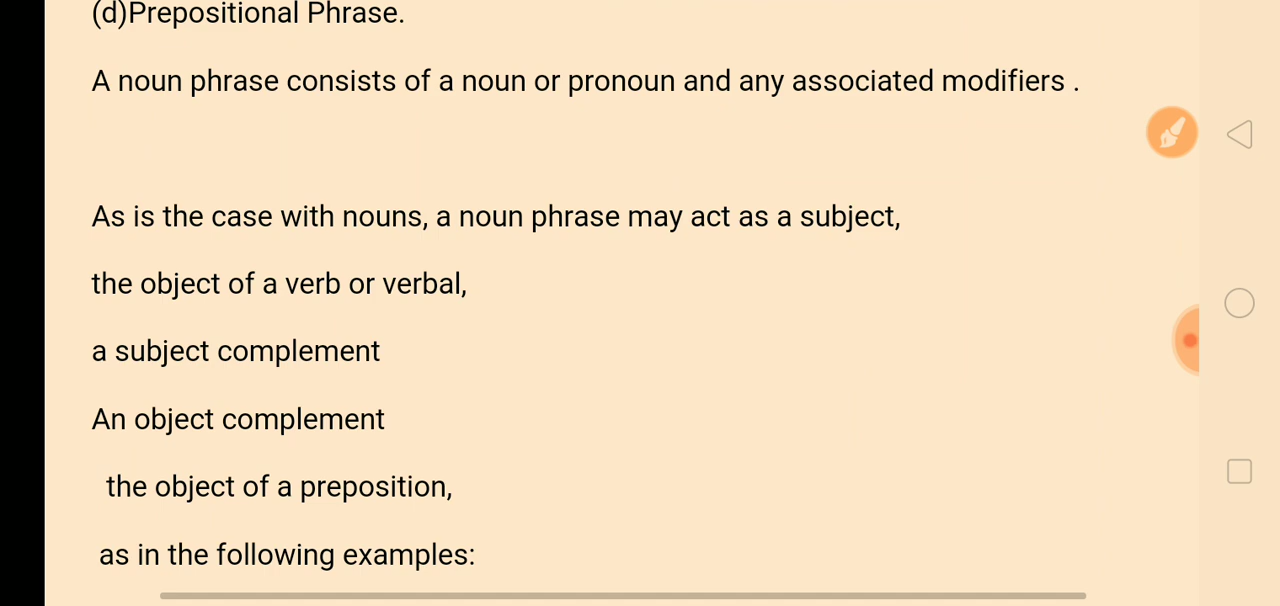 (d)Prepositional Phrase.
A noun phrase consists of a noun or pronoun and any associated modifiers .
As is the case with nouns, a noun phrase may act as a subject,
the object of a verb or verbal,
a subject complement
An object complement
the object of a preposition,
as in the following examples: